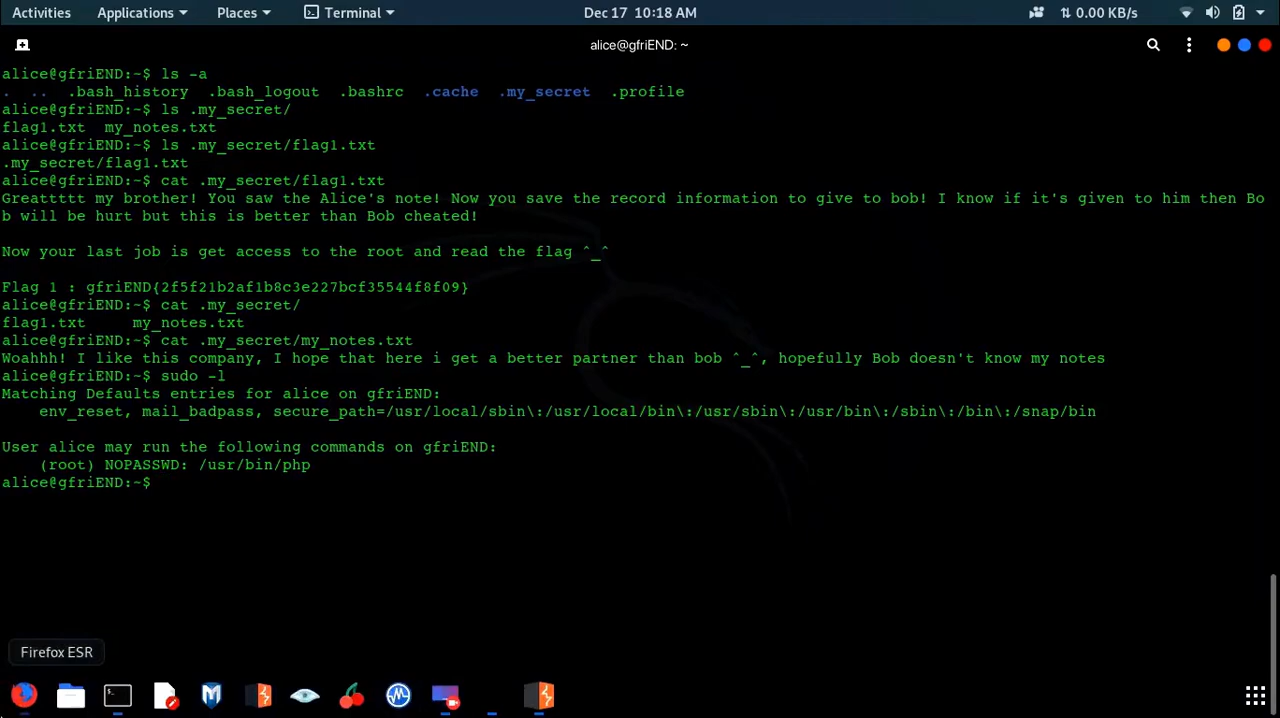 Activities Applications Places Terminal Dec 17 10:18 AM 0.00 KB/s
alice@gfriEND: ~
alice@gfriEND:~$ ls -a
. .. .bash_history .bash_logout .bashrc .cache .my_secret .profile
alice@gfriEND:~$ ls .my_secret/
flag1.txt my_notes.txt
alice@gfriEND:~$ ls .my_secret/flag1.txt
.my_secret/flag1.txt
alice@gfriEND:~$ cat .my_secret/flag1.txt
Greattttt my brother! You saw the Alice's note! Now you save the record information to give to bob! I know if it's given to him then Bo
b will be hurt but this is better than Bob cheated!
Now your last job is get access to the root and read the flag ^_^
Flag 1 : gfriEND{2f5f21b2af1b8c3e227bcf35544f8f09}
alice@gfriEND:~$ cat .my_secret/
flag1.txt my_notes.txt
alice@gfriEND:~$ cat .my_secret/my_notes.txt
Woahhh! I like this company, I hope that here i get a better partner than bob ^_^, hopefully Bob doesn't know my notes
alice@gfriEND:~$ sudo -l
Matching Defaults entries for alice on gfriEND:
env_reset, mail_badpass, secure_path=/usr/local/sbin\:/usr/local/bin\:/usr/sbin\:/usr/bin\:/sbin\:/bin\:/snap/bin
User alice may run the following commands on gfriEND:
(root) NOPASSWD: /usr/bin/php
alice@gfriEND:~$
Firefox ESR